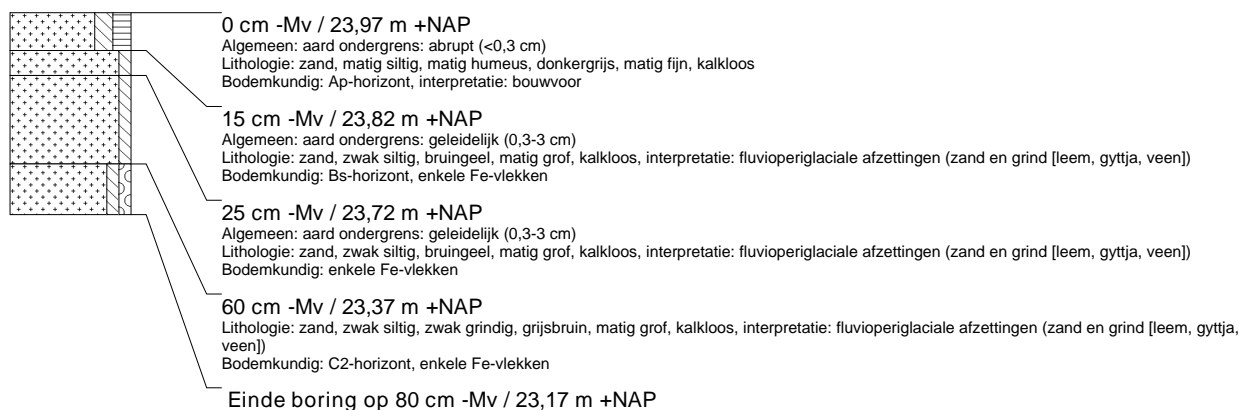 0 cm -Mv / 23,97 m +NAP
Algemeen: aard ondergrens: abrupt (<0,3 cm)
Lithologie: zand, matig siltig, matig humeus, donkergrijs, matig fijn, kalkloos
Bodemkundig: Ap-horizont, interpretatie: bouwvoor
15 cm -Mv / 23,82 m +NAP
Algemeen: aard ondergrens: geleidelijk (0,3-3 cm)
Lithologie: zand, zwak siltig, bruingeel, matig grof, kalkloos, interpretatie: fluvioperiglaciale afzettingen (zand en grind [leem, gyttja, veen])
Bodemkundig: Bs-horizont, enkele Fe-vlekken
25 cm -Mv / 23,72 m +NAP
Algemeen: aard ondergrens: geleidelijk (0,3-3 cm)
Lithologie: zand, zwak siltig, bruingeel, matig grof, kalkloos, interpretatie: fluvioperiglaciale afzettingen (zand en grind [leem, gyttja, veen])
Bodemkundig: enkele Fe-vlekken
60 cm -Mv / 23,37 m +NAP
Lithologie: zand, zwak siltig, zwak grindig, grijsbruin, matig grof, kalkloos, interpretatie: fluvioperiglaciale afzettingen (zand en grind [leem, gyttja,
veen])
Bodemkundig: C2-horizont, enkele Fe-vlekken
Einde boring op 80 cm -Mv / 23,17 m +NAP